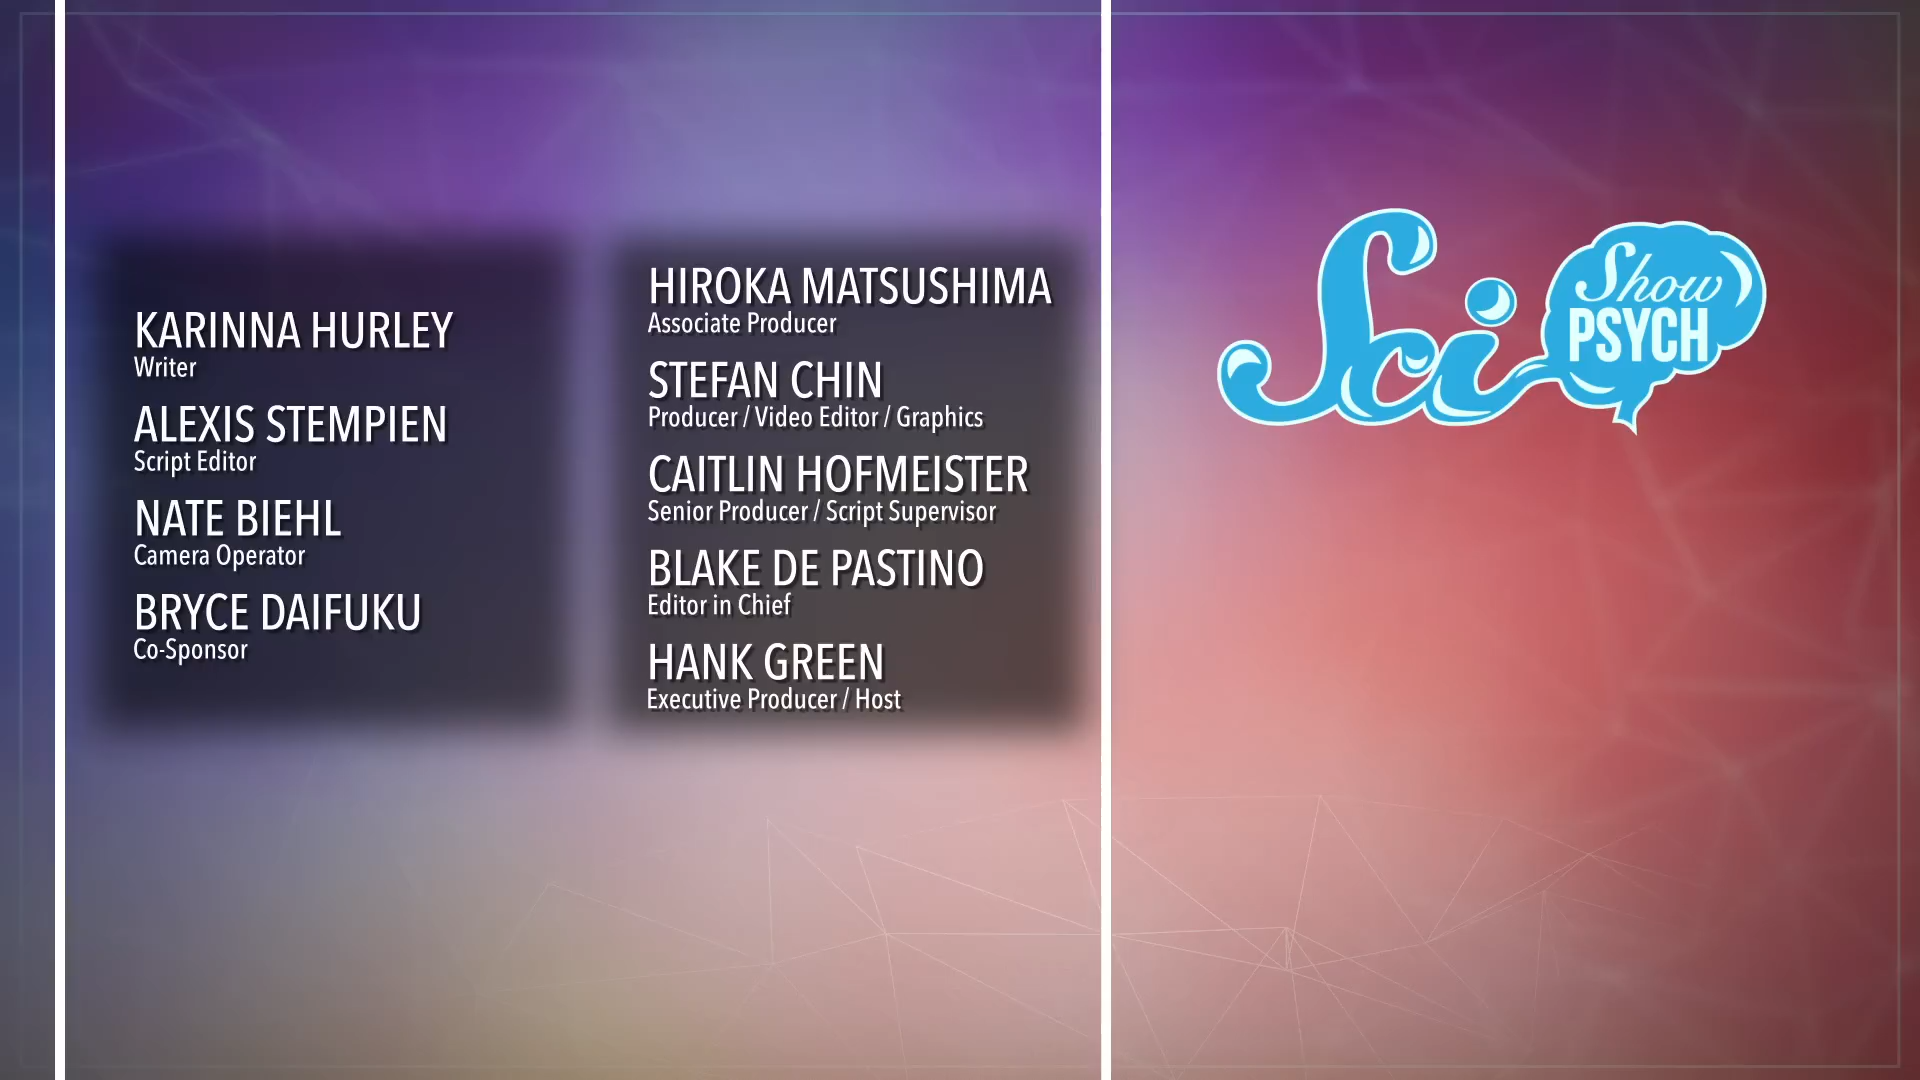 KARINNA HURLEY
Writer
ALEXIS STEMPIEN
Script Editor
NATE BIEHL
Camera Operator
BRYCE DAIFUKU
Co-Sponsor
HIROKA MATSUSHIMA
Associate Producer
STEFAN CHIN
Producer / Video Editor / Graphics
CAITLIN HOFMEISTER
Senior Producer / Script Supervisor
BLAKE DE PASTINO
Editor in Chief
HANK GREEN
Executive Producer / Host
Sci
Show
PSYCH